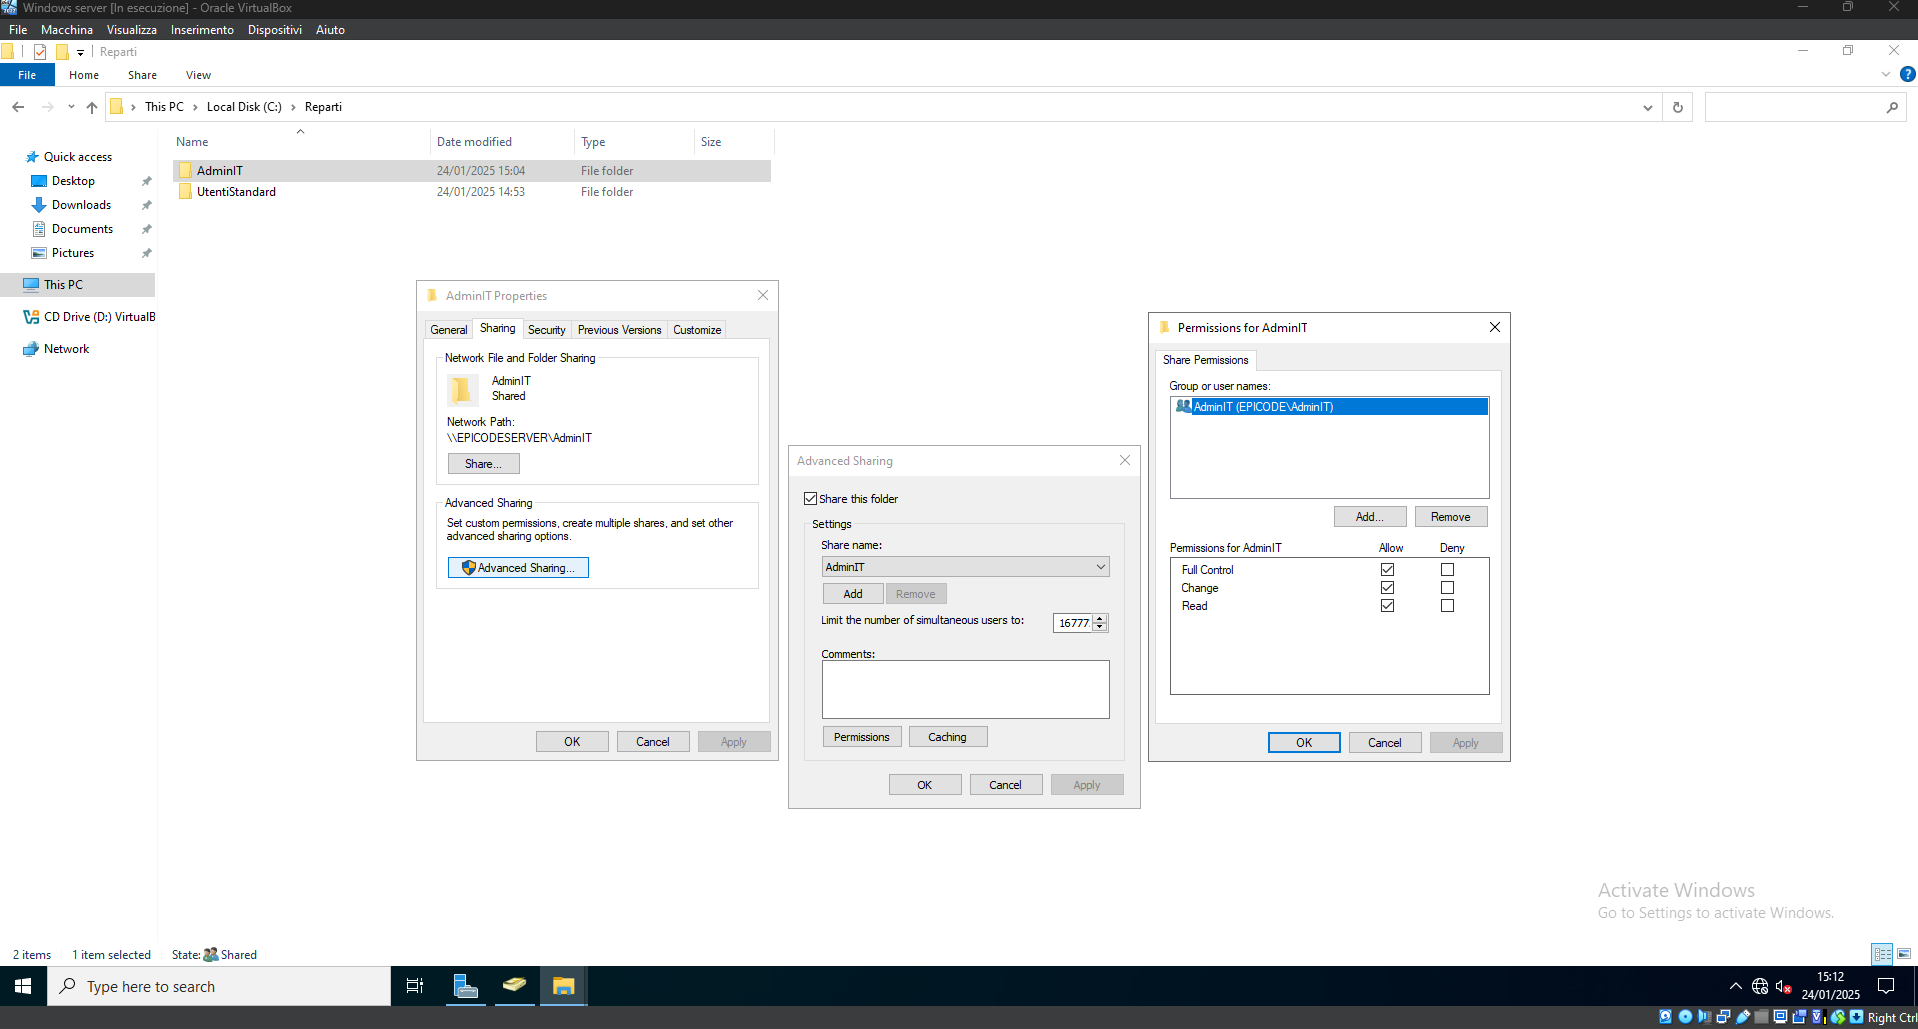 Windows server [In esecuzione] - Oracle VirtualBox
File Macchina Visualizza Inserimento Dispositivi Aiuto
Reparti
File Home Share View
This PC Local Disk (C:) Reparti
Name Date modified Type Size
Quick access
Desktop
Downloads
Documents
Pictures
This PC
CD Drive (D:) VirtualB
Network
AdminIT 24/01/2025 15:04 File folder
UtentiStandard 24/01/2025 14:53 File folder
AdminIT Properties
General Sharing Security Previous Versions Customize
Network File and Folder Sharing
AdminIT
Shared
Network Path:
\\EPICODESERVER\AdminIT
Share...
Advanced Sharing
Set custom permissions, create multiple shares, and set other
advanced sharing options.
Advanced Sharing...
OK Cancel Apply
Advanced Sharing
Share this folder
Settings
Share name:
AdminIT
Add Remove
Limit the number of simultaneous users to: 16777
Comments:
Permissions Caching
OK Cancel Apply
Permissions for AdminIT
Share Permissions
Group or user names:
AdminIT (EPICODE\AdminIT)
Add... Remove
Permissions for AdminIT Allow Deny
Full Control
Change
Read
OK Cancel Apply
Activate Windows
Go to Settings to activate Windows.
2 items 1 item selected State: Shared
Type here to search
15:12
24/01/2025
Right Ctrl